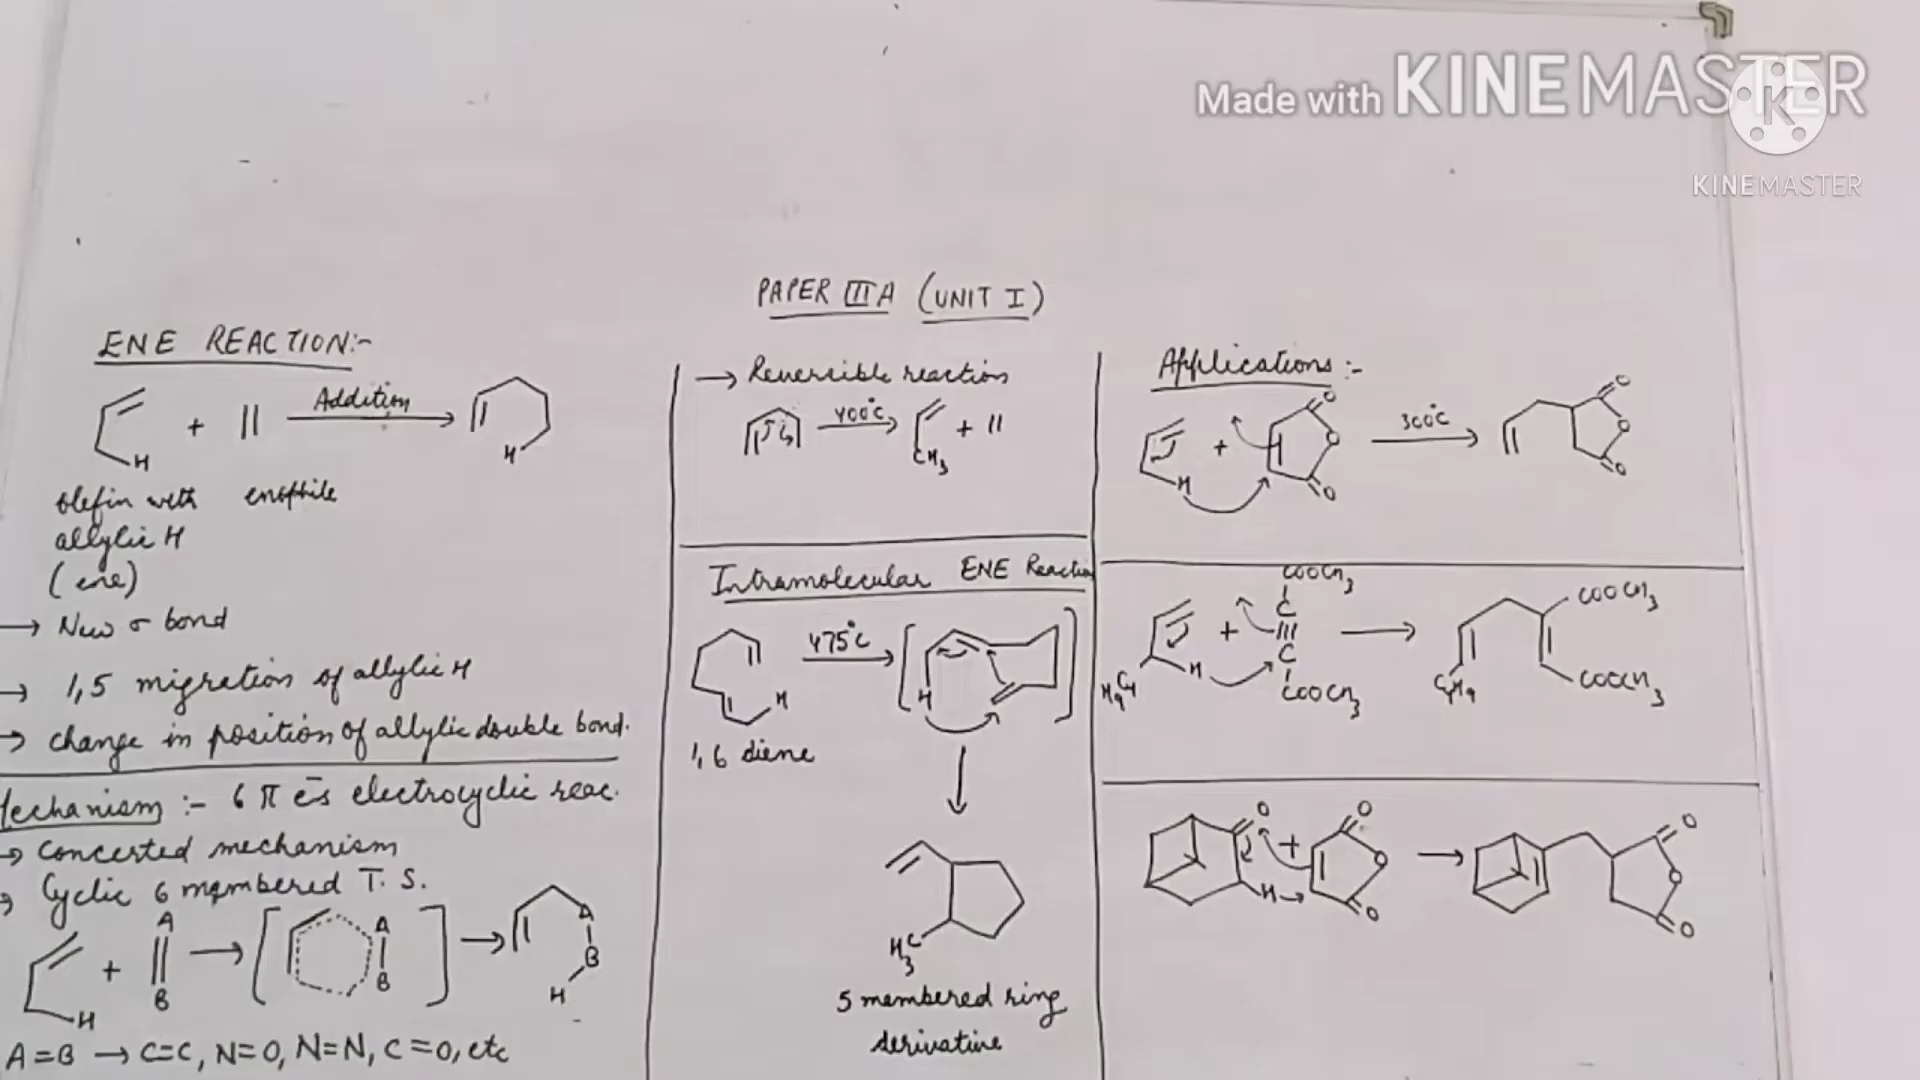 Made with KINEMASTER
K
KINEMASTER
PAPER III A (UNIT I)
ENE REACTION:-
+ || Addition
H
H
olefin with enophile
allylic H
(ene)
→ New σ bond
→ 1,5 migration of allylic H
→ change in position of allylic double bond.
Mechanism :- 6 π e̅s electrocyclic reac.
→ concerted mechanism
→ Cyclic 6 membered T. S.
+ A B → [ A B ] → A B H
H
A=B → C=C, N=O, N=N, C=O, etc
→ Reversible reaction
400°C + ||
CH3
Intramolecular ENE Reaction
475°C
H H
1,6 diene
H3C
5 membered ring
derivative
Applications :-
+ O O O 300°C O O O
H
COOCH3
C
+ ||| → COOCH3
C
H
COOCH3
H9C4 C4H9 COOCH3
O + O O O → O O O
H